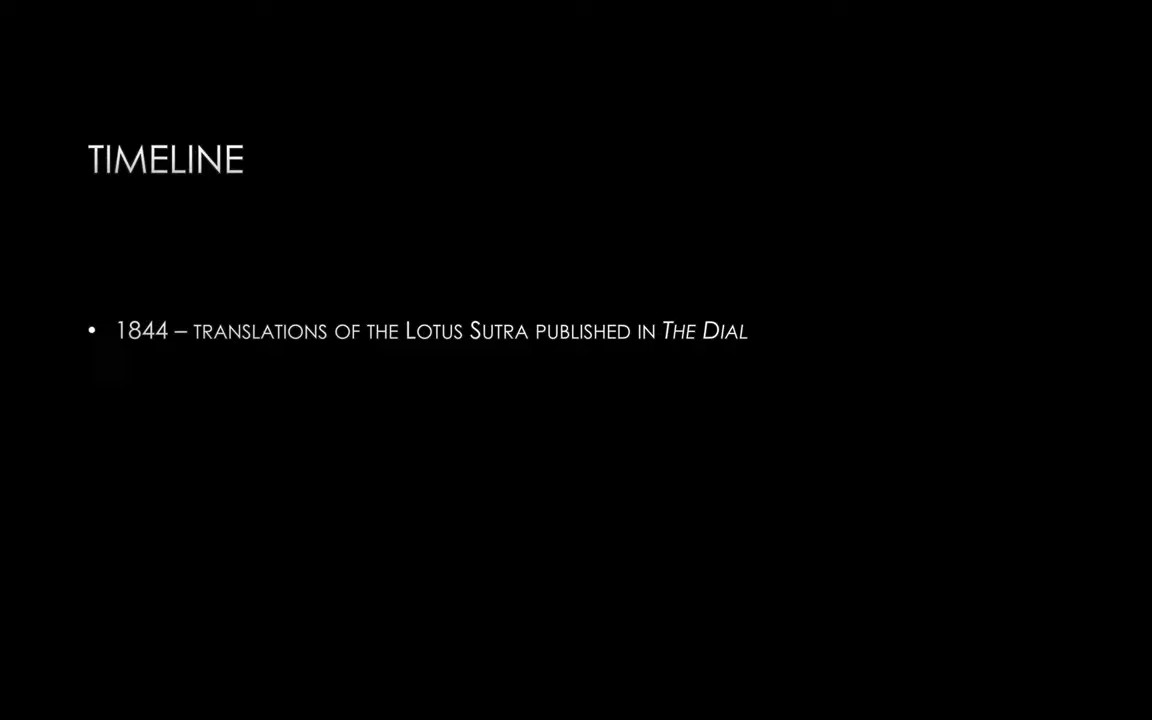 TIMELINE
• 1844 – TRANSLATIONS OF THE LOTUS SUTRA PUBLISHED IN THE DIAL